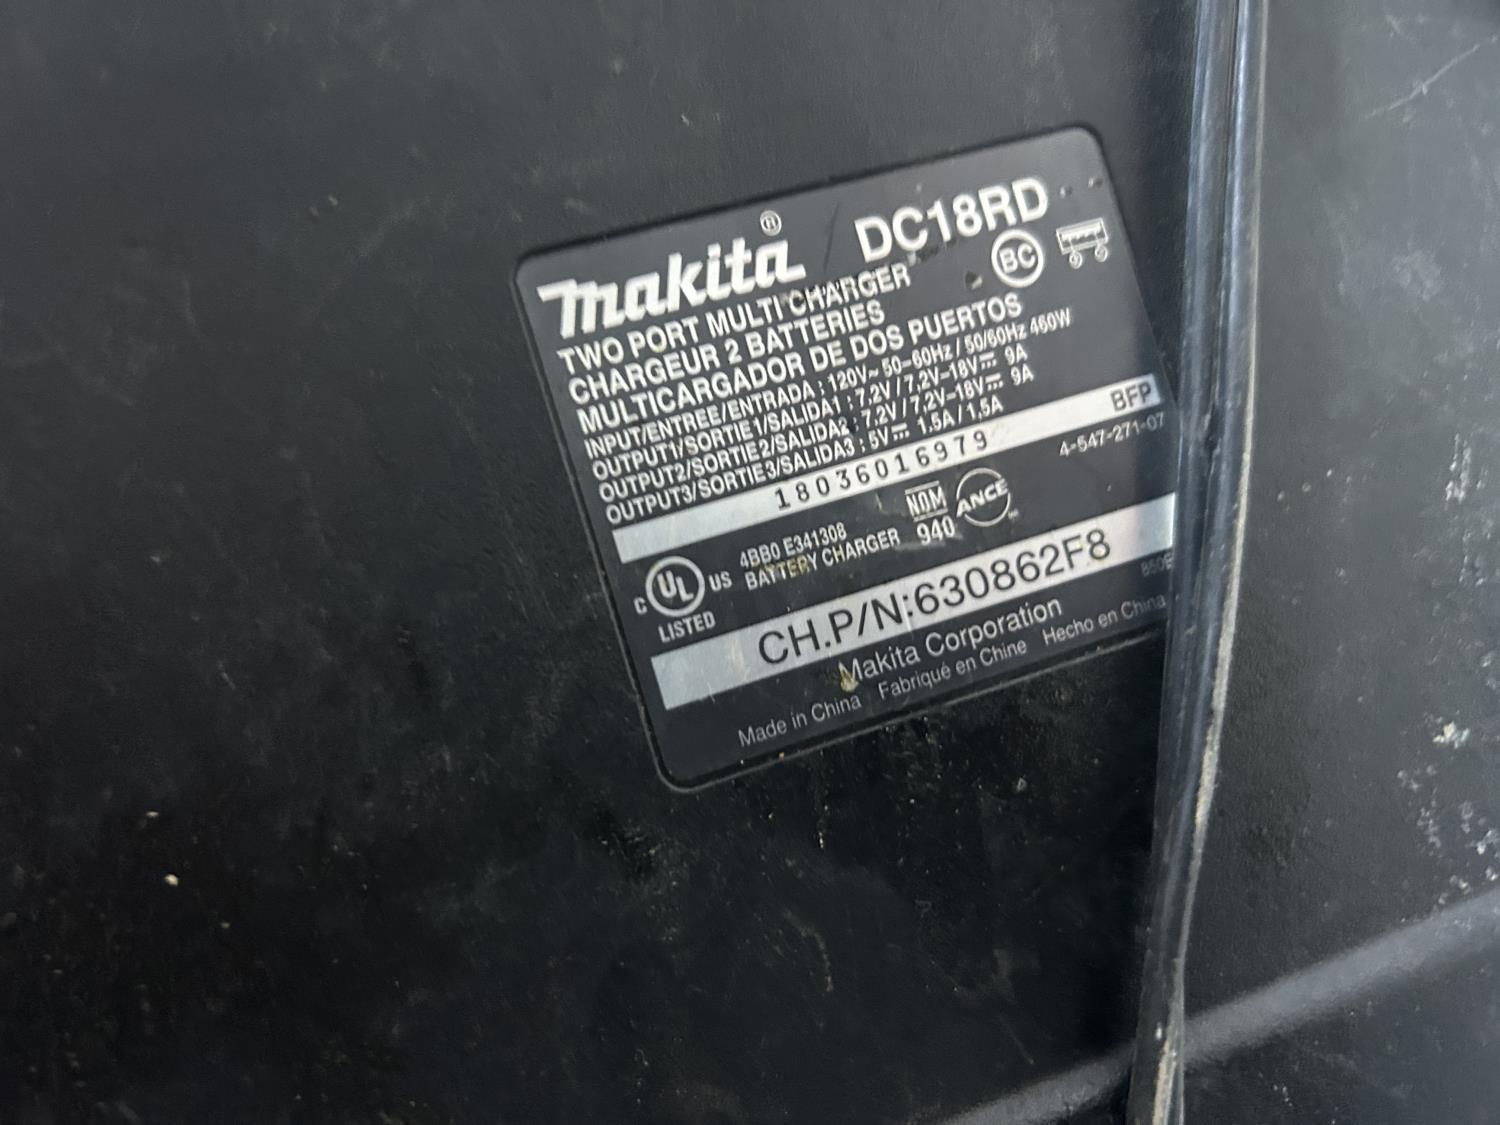 makita® DC18RD
TWO PORT MULTI CHARGER
CHARGEUR 2 BATTERIES BC
MULTICARGADOR DE DOS PUERTOS
INPUT/ENTREE/ENTRADA : 120V~ 50-60Hz / 50/60Hz 460W
OUTPUT1/SORTIE1/SALIDA1 : 7.2V / 7.2V-18V⎓ 9A
OUTPUT2/SORTIE2/SALIDA2 : 7.2V / 7.2V-18V⎓ 9A
OUTPUT3/SORTIE3/SALIDA3 : 5V⎓ 1.5A / 1.5A
18036016979 BFP
4-547-271-07
C UL US
LISTED
4BB0 E341308
BATTERY CHARGER
NOM
940
ANCE
CH.P/N:630862F8
Makita Corporation
Made in China Fabriqué en Chine Hecho en China